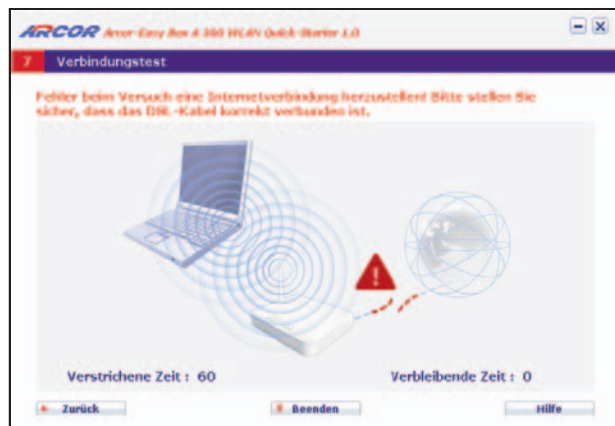 ARCOR Arcor-Easy Box A 300 WLAN Quick-Starter 1.0
7 Verbindungstest
Fehler beim Versuch eine Internetverbindung herzustellen! Bitte stellen Sie
sicher, dass das DSL-Kabel korrekt verbunden ist.
Verstrichene Zeit : 60
Verbleibende Zeit : 0
Zurück
Beenden
Hilfe